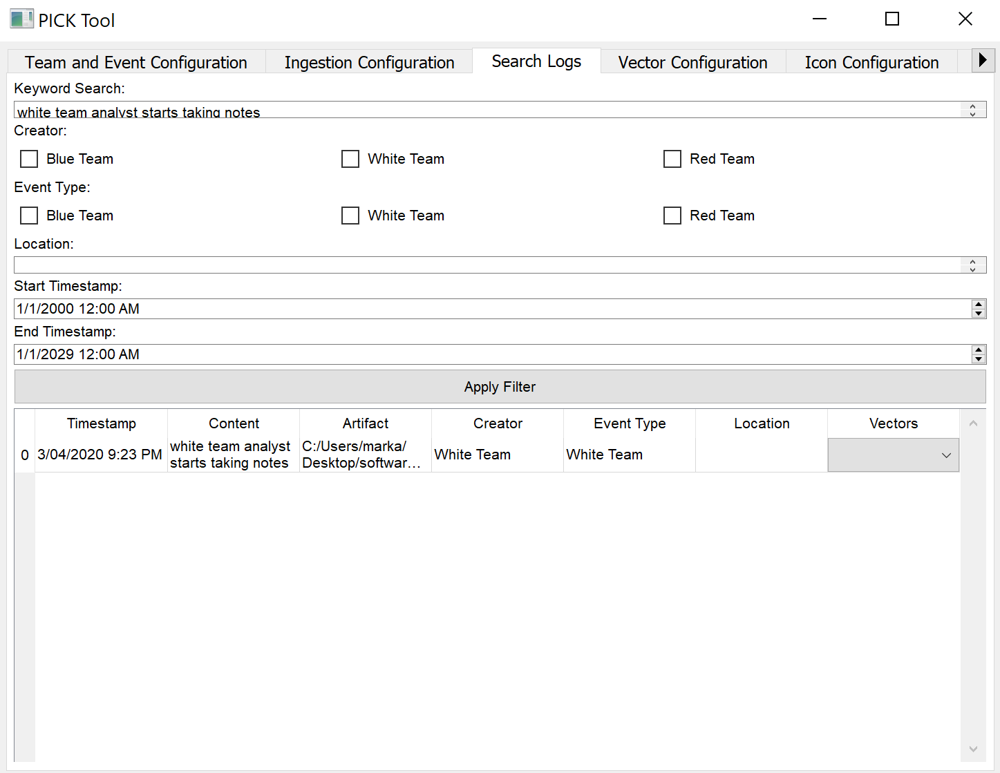 PICK Tool
Team and Event Configuration Ingestion Configuration Search Logs Vector Configuration Icon Configuration
Keyword Search:
white team analyst starts taking notes
Creator:
Blue Team White Team Red Team
Event Type:
Blue Team White Team Red Team
Location:
Start Timestamp:
1/1/2000 12:00 AM
End Timestamp:
1/1/2029 12:00 AM
Apply Filter
Timestamp Content Artifact Creator Event Type Location Vectors
0 3/04/2020 9:23 PM white team analyst C:/Users/marka/ White Team White Team
starts taking notes Desktop/softwar...